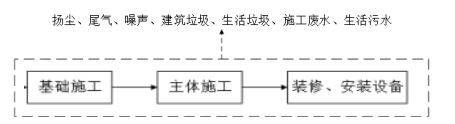 扬尘、尾气、噪声、建筑垃圾、生活垃圾、施工废水、生活污水
基础施工
主体施工
装修、安装设备